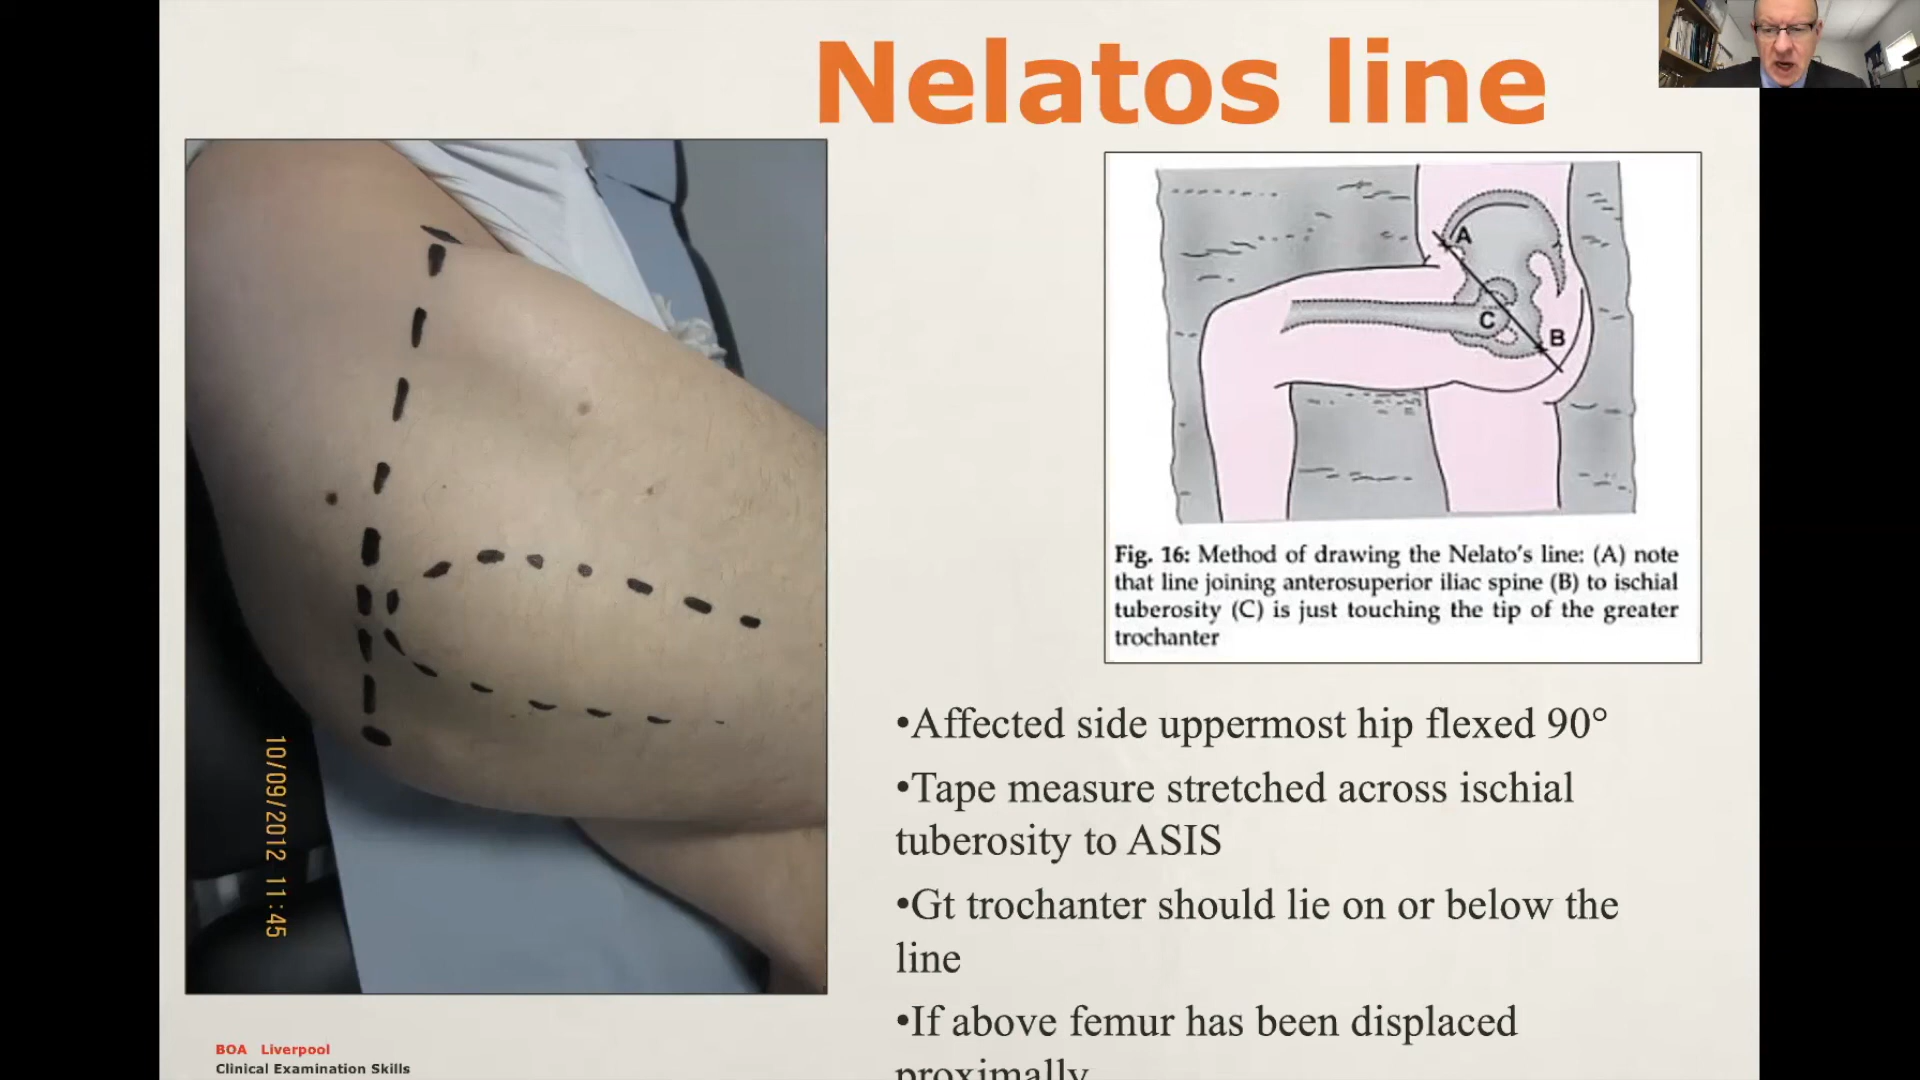 Nelatos line
A
C
B
Fig. 16: Method of drawing the Nelato's line: (A) note
that line joining anterosuperior iliac spine (B) to ischial
tuberosity (C) is just touching the tip of the greater
trochanter
•Affected side uppermost hip flexed 90°
•Tape measure stretched across ischial
tuberosity to ASIS
•Gt trochanter should lie on or below the
line
•If above femur has been displaced
proximally
10/09/2012 11:45
BOA Liverpool
Clinical Examination Skills